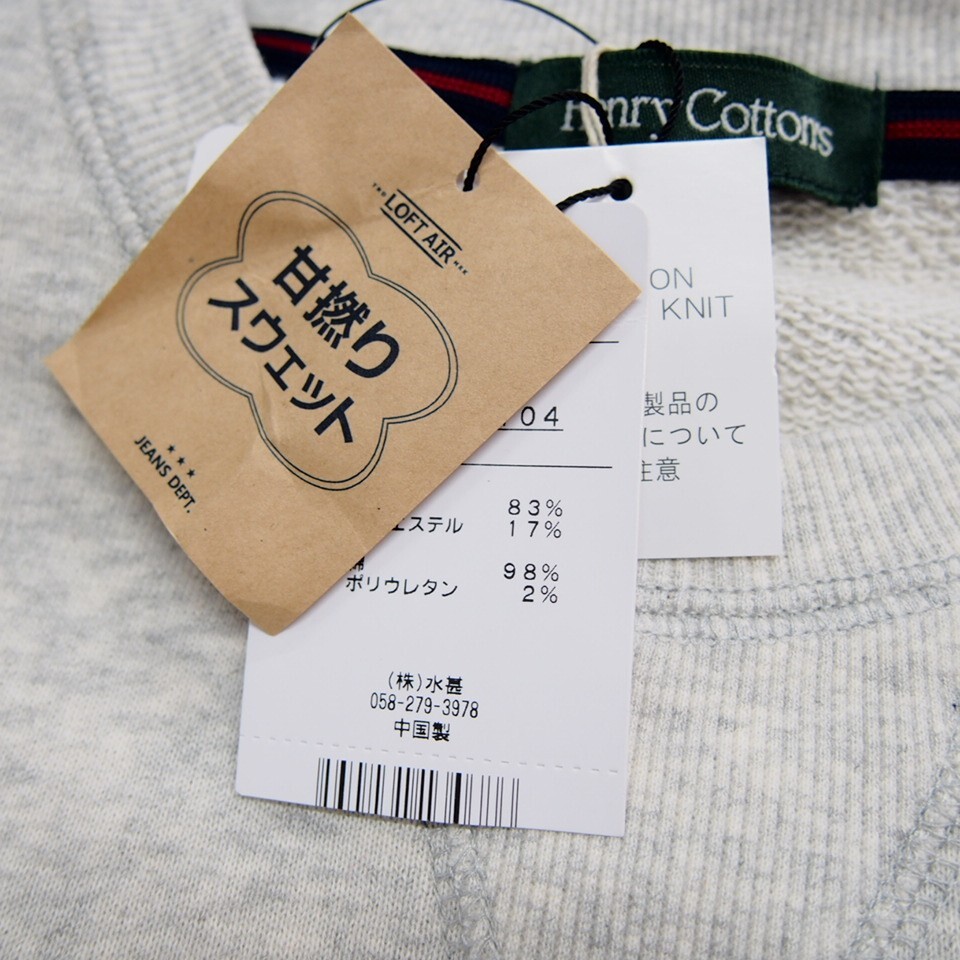 Henry Cottons
LOFT AIR
甘撚り
スウェット
JEANS DEPT.
ON
KNIT
製品の
について
注意
04
83%
エステル 17%
綿 98%
ポリウレタン 2%
(株)水甚
058-279-3978
中国製